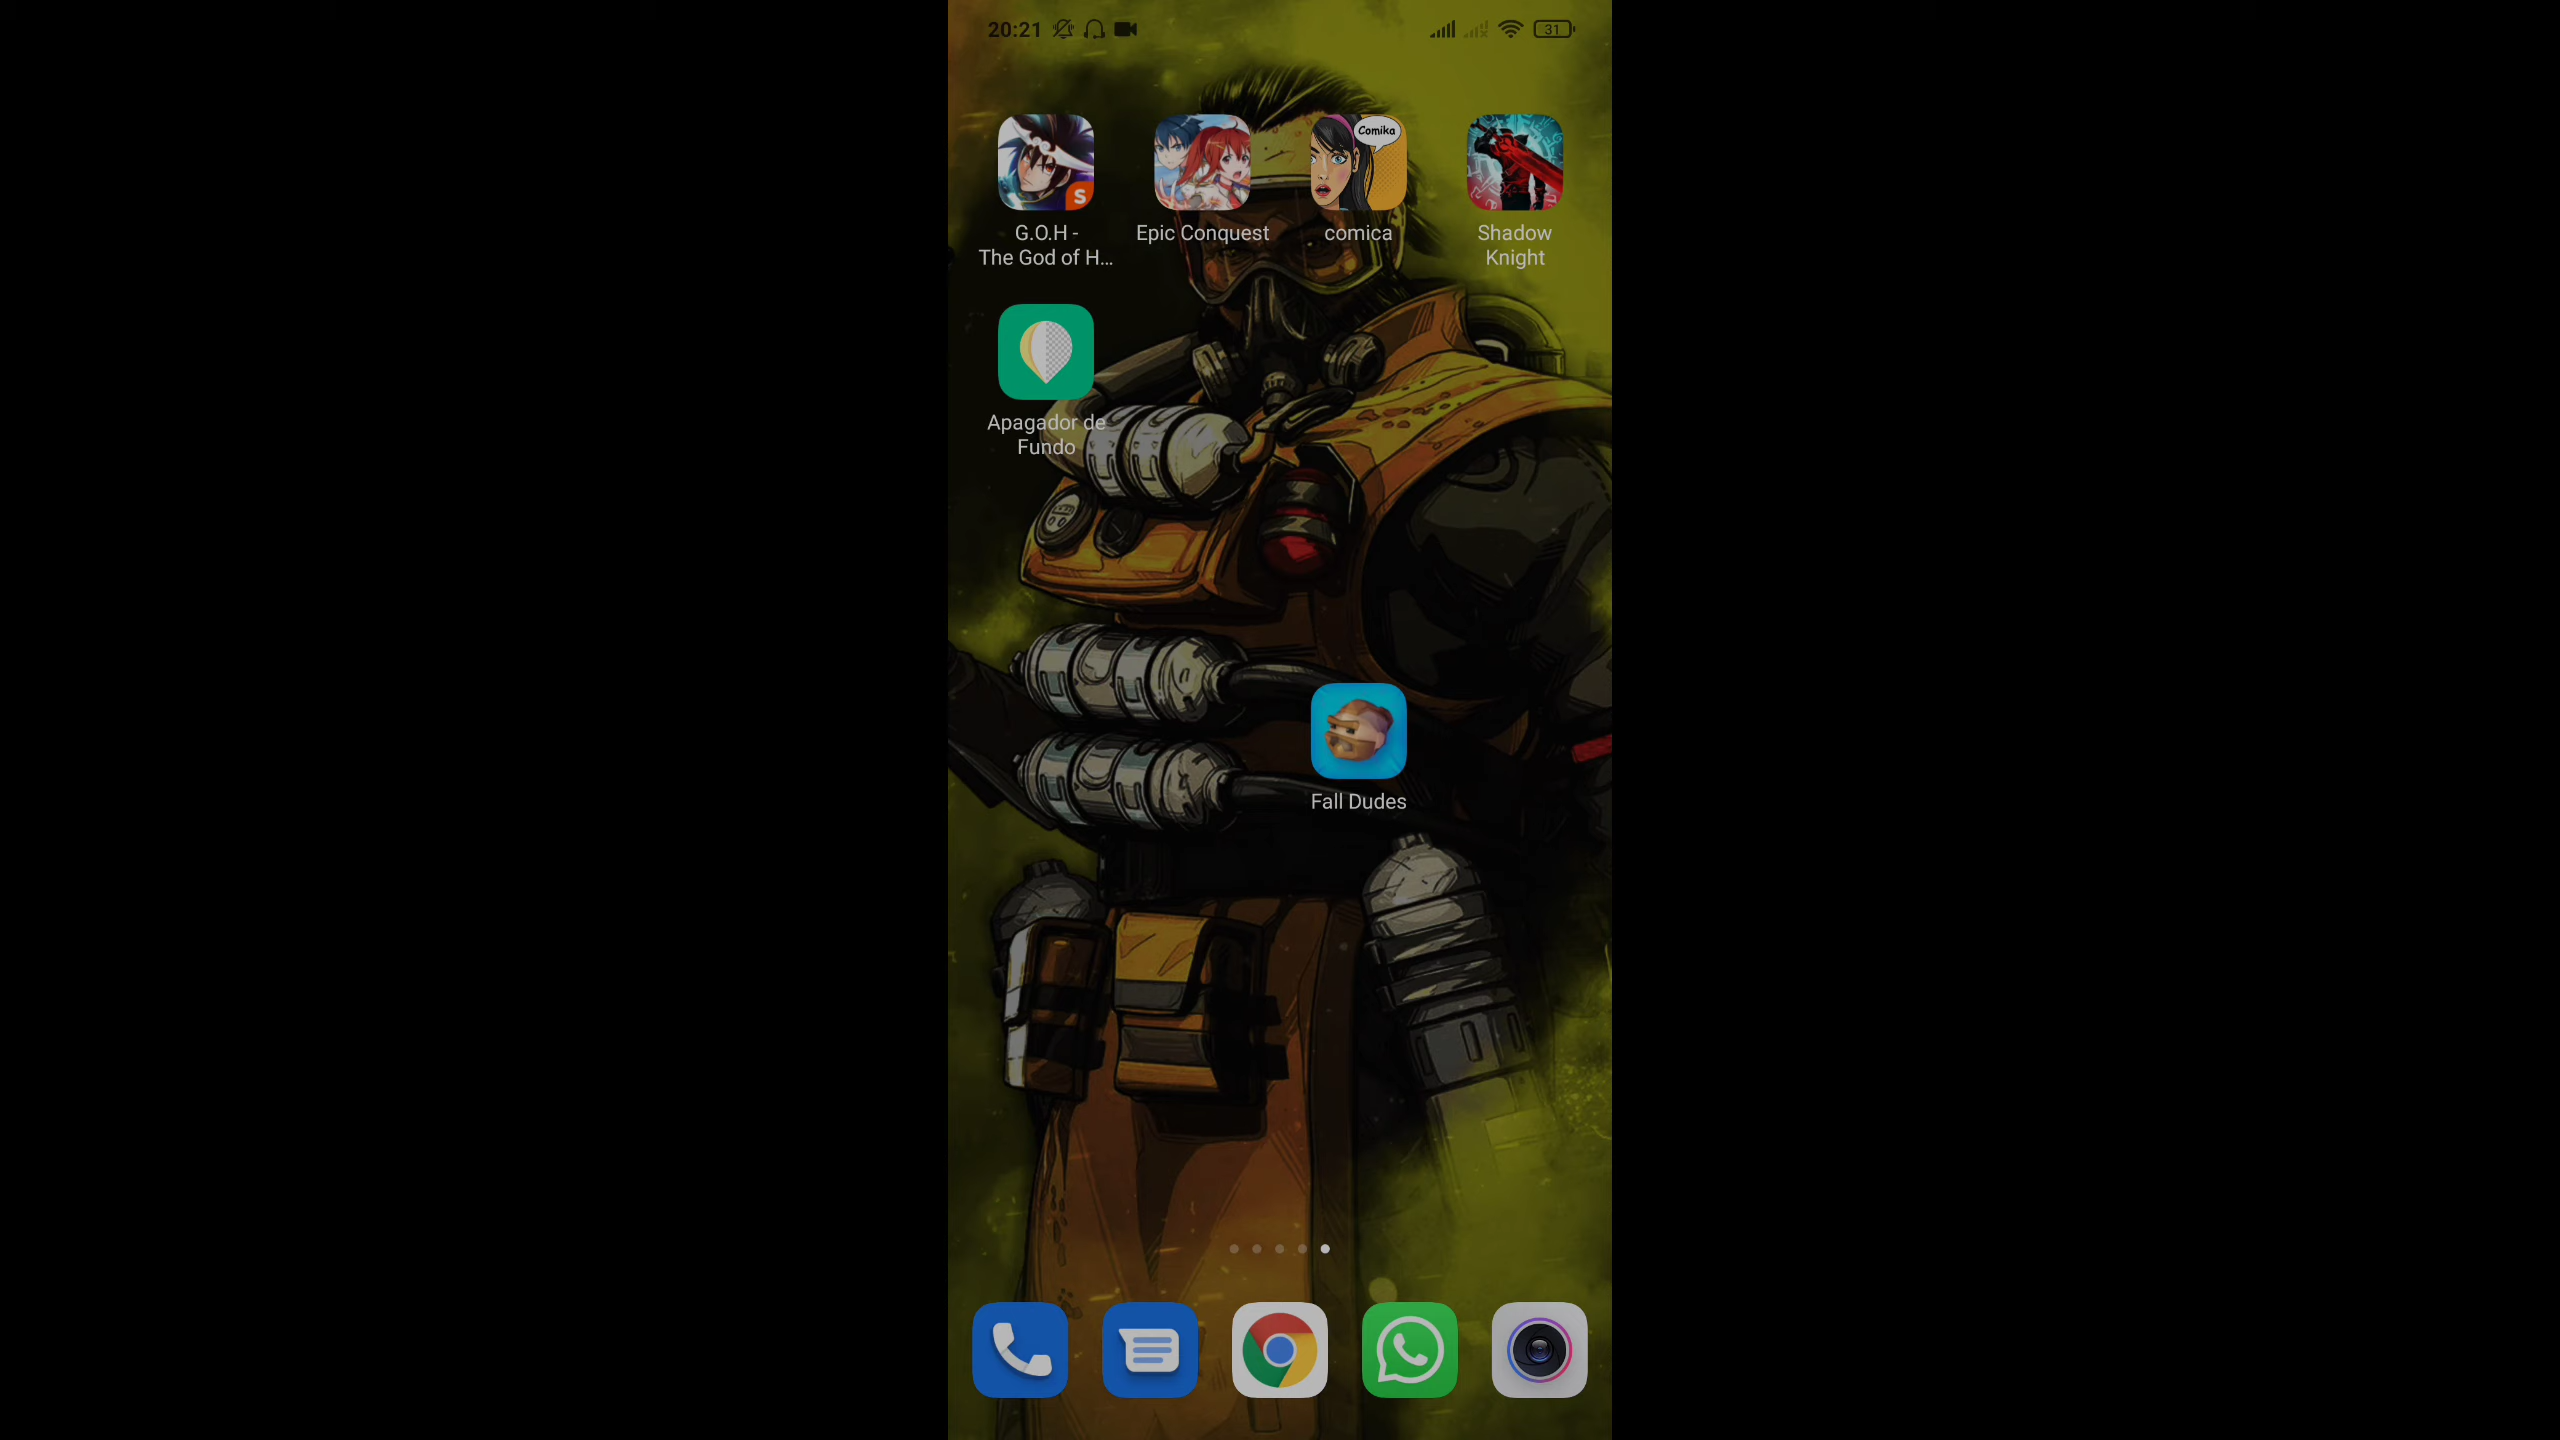 20:21
31
Comika
S
G.O.H -
The God of H...
Epic Conquest
comica
Shadow
Knight
Apagador de
Fundo
Fall Dudes